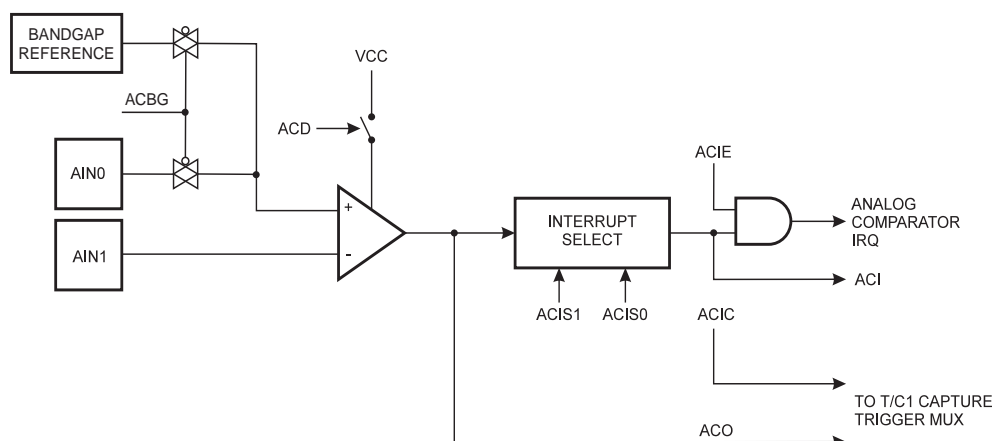 BANDGAP
REFERENCE
VCC
ACBG
ACD
ACIE
AIN0
ANALOG
COMPARATOR
IRQ
+
INTERRUPT
SELECT
AIN1
-
ACI
ACIS1
ACIS0
ACIC
TO T/C1 CAPTURE
TRIGGER MUX
ACO